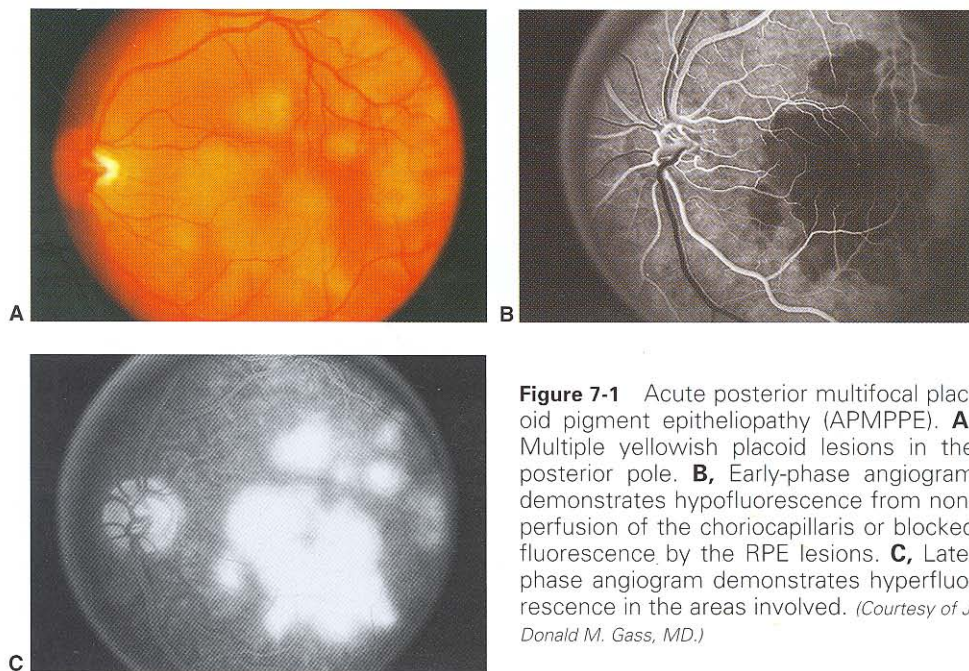 A
B
C
Figure 7-1 Acute posterior multifocal plac
oid pigment epitheliopathy (APMPPE). A
Multiple yellowish placoid lesions in the
posterior pole. B, Early-phase angiogram
demonstrates hypofluorescence from non
perfusion of the choriocapillaris or blocked
fluorescence by the RPE lesions. C, Late
phase angiogram demonstrates hyperfluo
rescence in the areas involved. (Courtesy of J
Donald M. Gass, MD.)